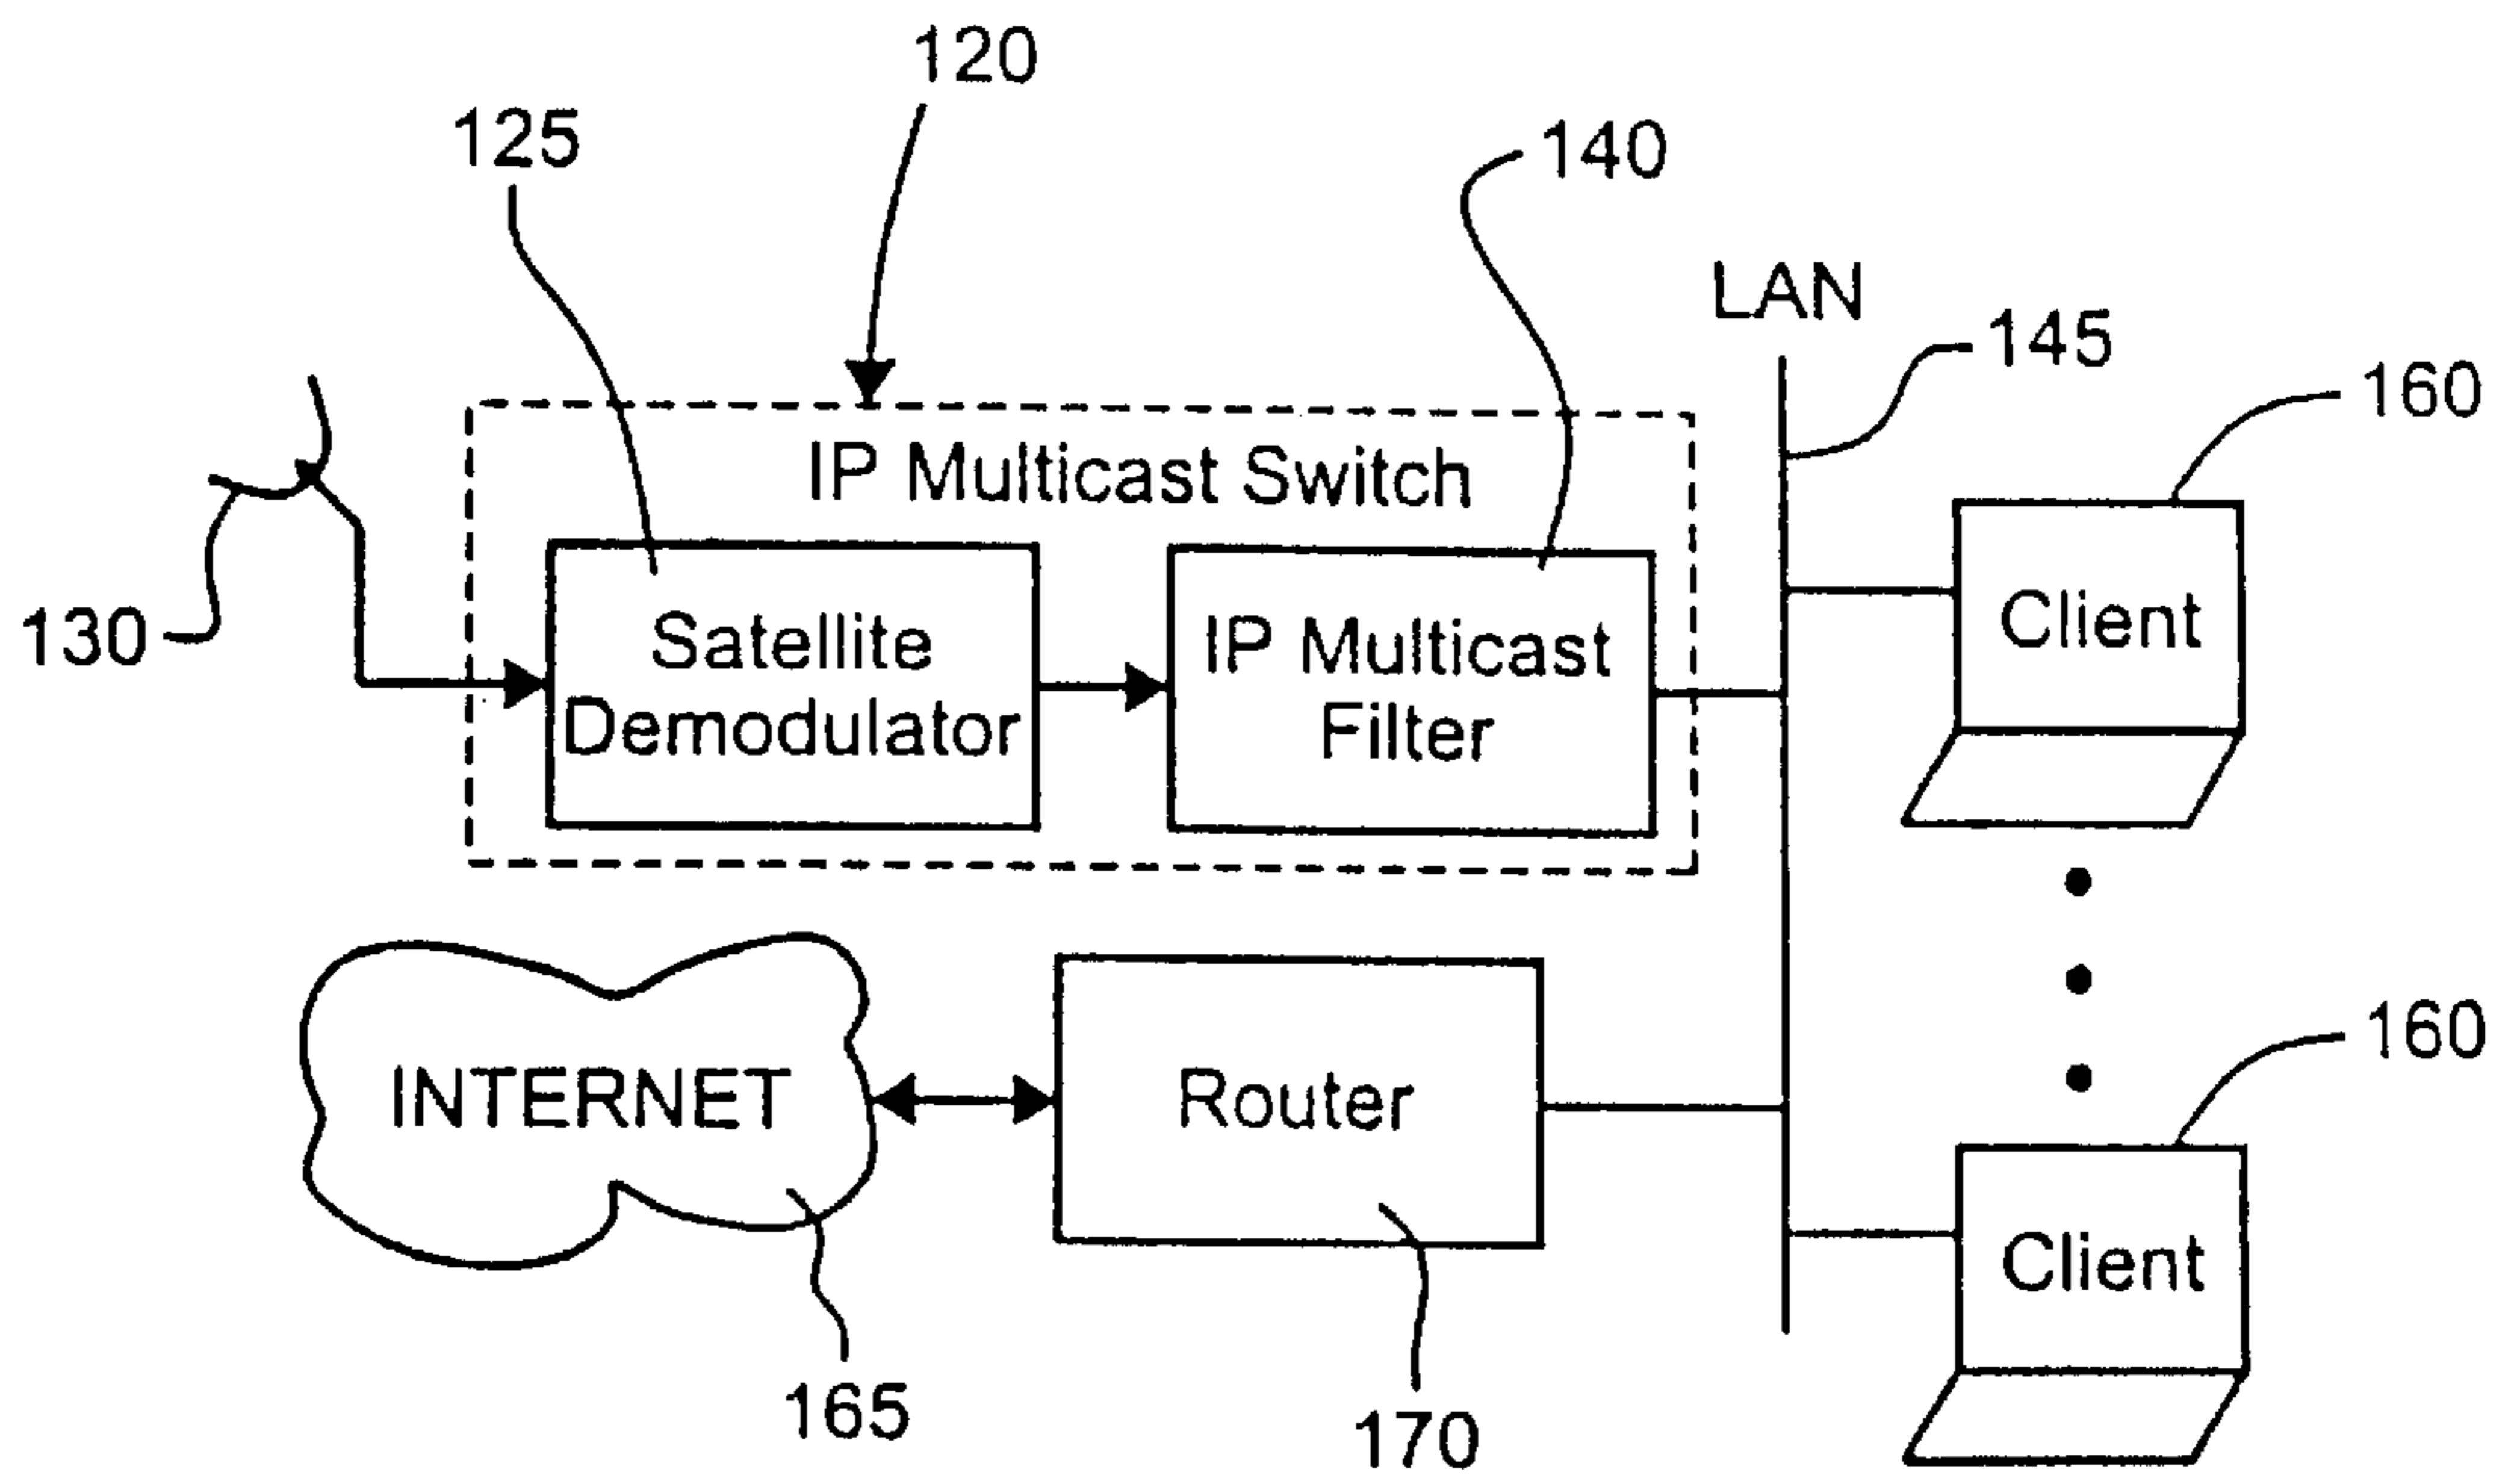 120
125
140
LAN
145
160
IP Multicast Switch
130
Satellite
Demodulator
IP Multicast
Filter
Client
INTERNET
Router
160
Client
165
170